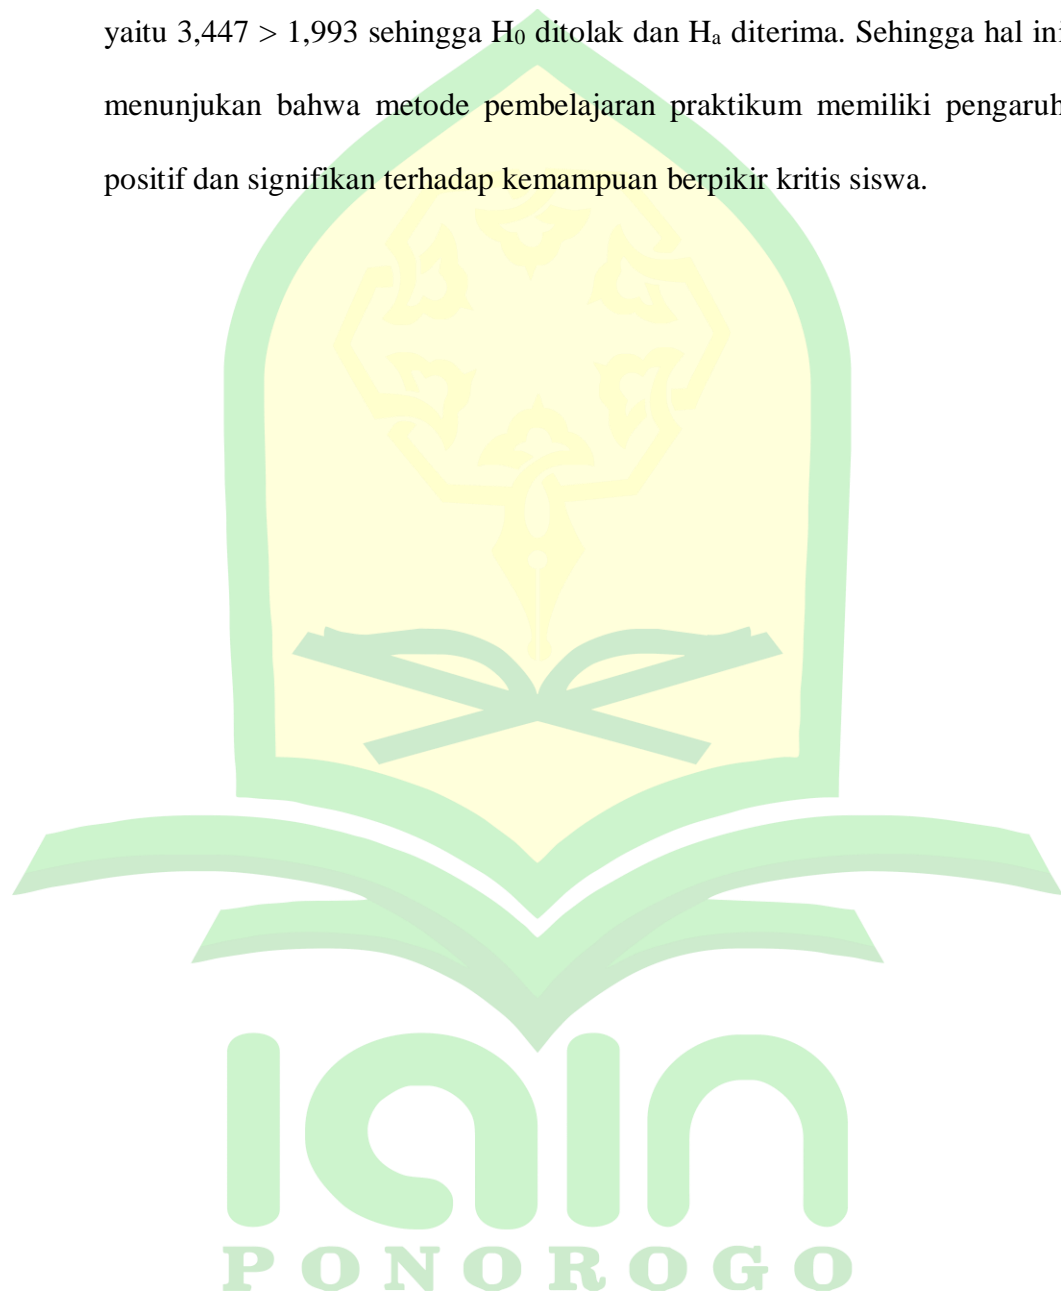 yaitu 3,447 > 1,993 sehingga H₀ ditolak dan Hₐ diterima. Sehingga hal ini
menunjukan bahwa metode pembelajaran praktikum memiliki pengaruh
positif dan signifikan terhadap kemampuan berpikir kritis siswa.
iain
PONOROGO